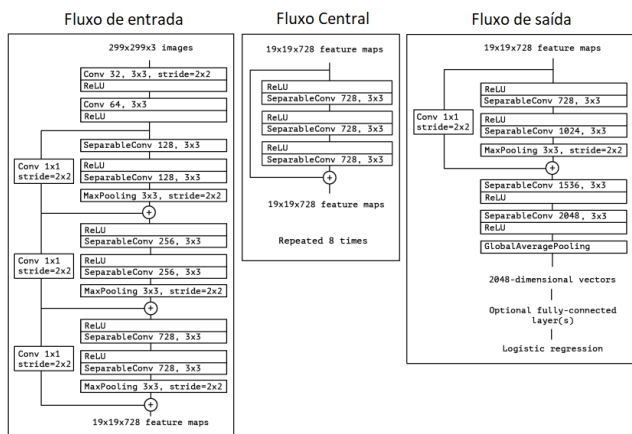 Fluxo de entrada
299x299x3 images
Conv 32, 3x3, stride=2x2
ReLU
Conv 64, 3x3
ReLU
SeparableConv 128, 3x3
Conv 1x1
stride=2x2
ReLU
SeparableConv 128, 3x3
MaxPooling 3x3, stride=2x2
+
ReLU
SeparableConv 256, 3x3
Conv 1x1
stride=2x2
ReLU
SeparableConv 256, 3x3
MaxPooling 3x3, stride=2x2
+
ReLU
SeparableConv 728, 3x3
Conv 1x1
stride=2x2
ReLU
SeparableConv 728, 3x3
MaxPooling 3x3, stride=2x2
+
19x19x728 feature maps
Fluxo Central
19x19x728 feature maps
ReLU
SeparableConv 728, 3x3
ReLU
SeparableConv 728, 3x3
ReLU
SeparableConv 728, 3x3
+
19x19x728 feature maps
Repeated 8 times
Fluxo de saída
19x19x728 feature maps
ReLU
SeparableConv 728, 3x3
Conv 1x1
stride=2x2
ReLU
SeparableConv 1024, 3x3
MaxPooling 3x3, stride=2x2
+
SeparableConv 1536, 3x3
ReLU
SeparableConv 2048, 3x3
ReLU
GlobalAveragePooling
2048-dimensional vectors
Optional fully-connected
layer(s)
Logistic regression